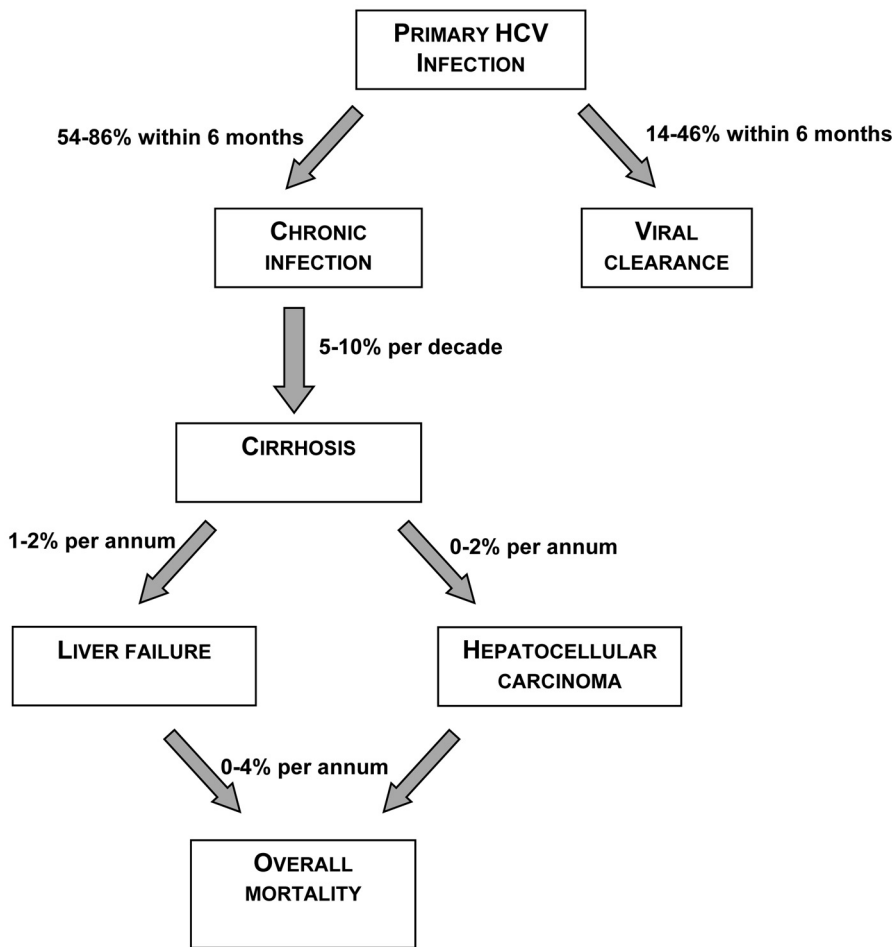 PRIMARY HCV
INFECTION
54-86% within 6 months
14-46% within 6 months
CHRONIC
INFECTION
VIRAL
CLEARANCE
5-10% per decade
CIRRHOSIS
1-2% per annum
0-2% per annum
LIVER FAILURE
HEPATOCELLULAR
CARCINOMA
0-4% per annum
OVERALL
MORTALITY